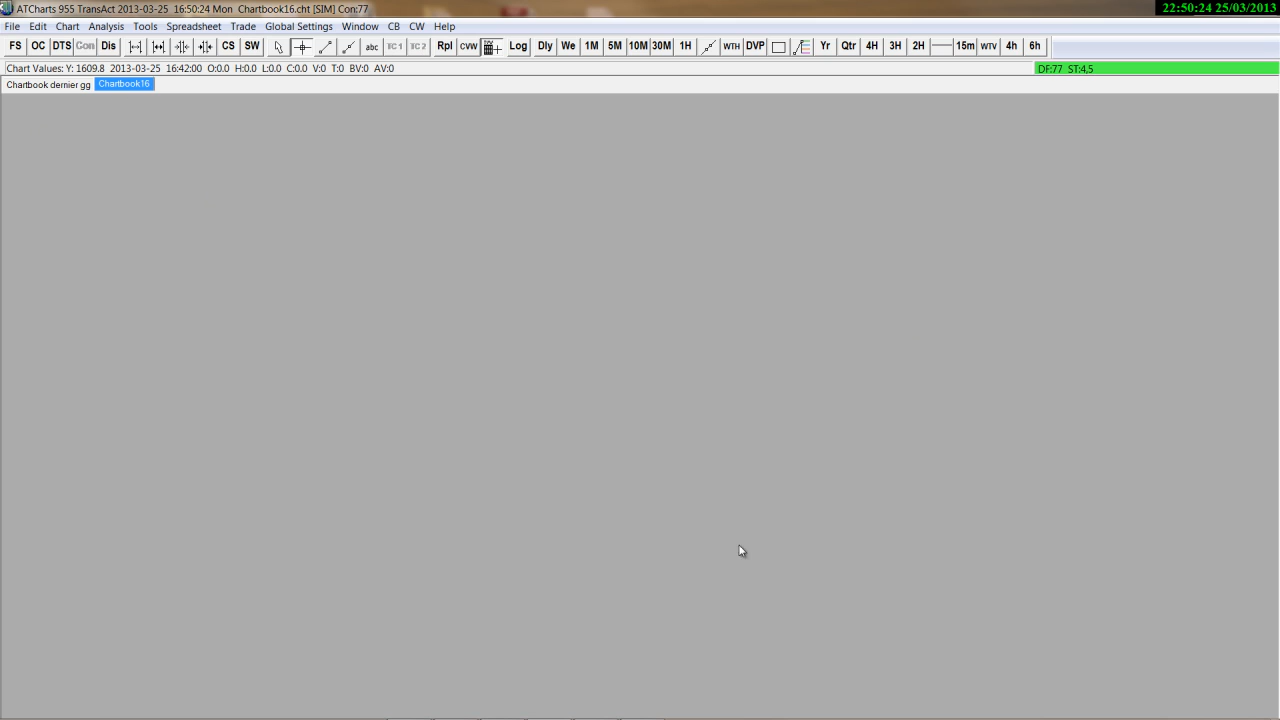 ATCharts 955 TransAct 2013-03-25 16:50:24 Mon Chartbook16.cht [SIM] Con:77
22:50:24 25/03/2013
File Edit Chart Analysis Tools Spreadsheet Trade Global Settings Window CB CW Help
FS OC DTS Con Dis CS SW abc TC 1 TC 2 Rpl CVW Log Dly We 1M 5M 10M 30M 1H WTH DVP Yr Qtr 4H 3H 2H 15m WTV 4h 6h
Chart Values: Y: 1609.8 2013-03-25 16:42:00 O:0.0 H:0.0 L:0.0 C:0.0 V:0 T:0 BV:0 AV:0
DF:77 ST:4,5
Chartbook dernier gg Chartbook16